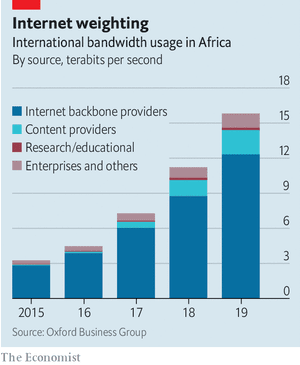 Internet weighting
International bandwidth usage in Africa
By source, terabits per second
18
Internet backbone providers
15
Content providers
Research/educational
12
Enterprises and others
9
6
3
0
2015 16 17 18 19
Source: Oxford Business Group
The Economist